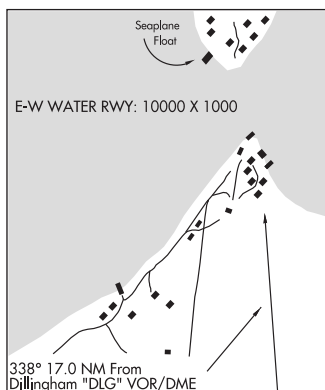 Seaplane
Float
E-W WATER RWY: 10000 X 1000
338° 17.0 NM From
Dillingham "DLG" VOR/DME